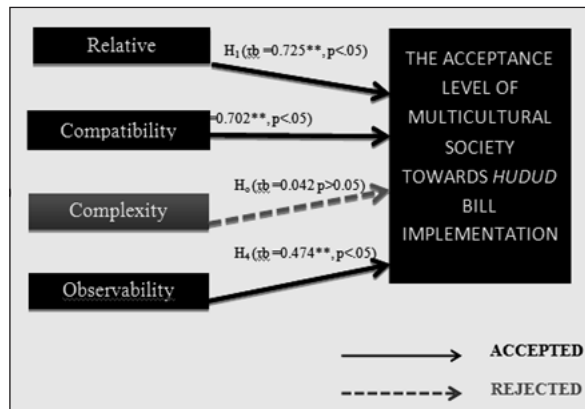 Relative
H₁ (τb =0.725**, p<.05)
Compatibility
=0.702**, p<.05)
Complexity
Hₒ (τb =0.042 p>0.05)
Observability
H₄ (τb =0.474**, p<.05)
THE ACCEPTANCE
LEVEL OF
MULTICULTURAL
SOCIETY
TOWARDS HUDUD
BILL
IMPLEMENTATION
ACCEPTED
REJECTED